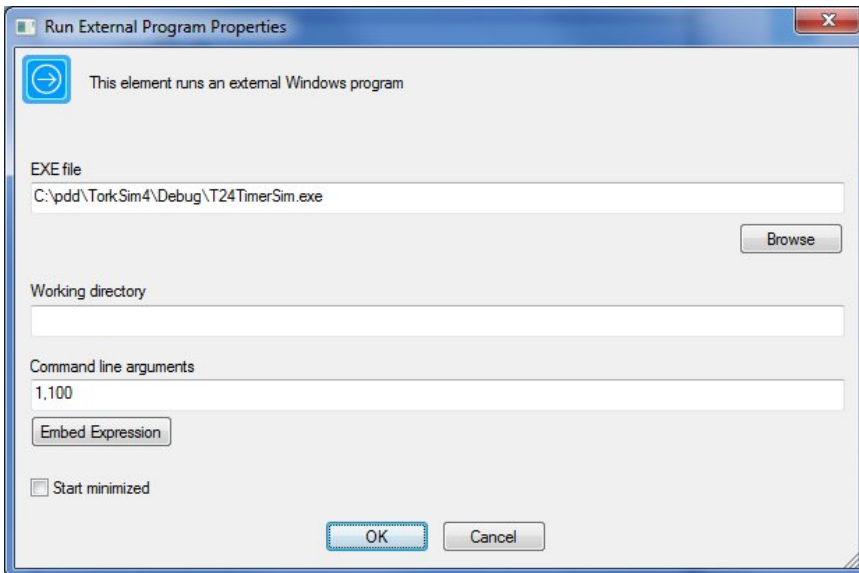 Run External Program Properties
This element runs an external Windows program
EXE file
C:\pdd\TorkSim4\Debug\T24TimerSim.exe
Browse
Working directory
Command line arguments
1,100
Embed Expression
Start minimized
OK
Cancel